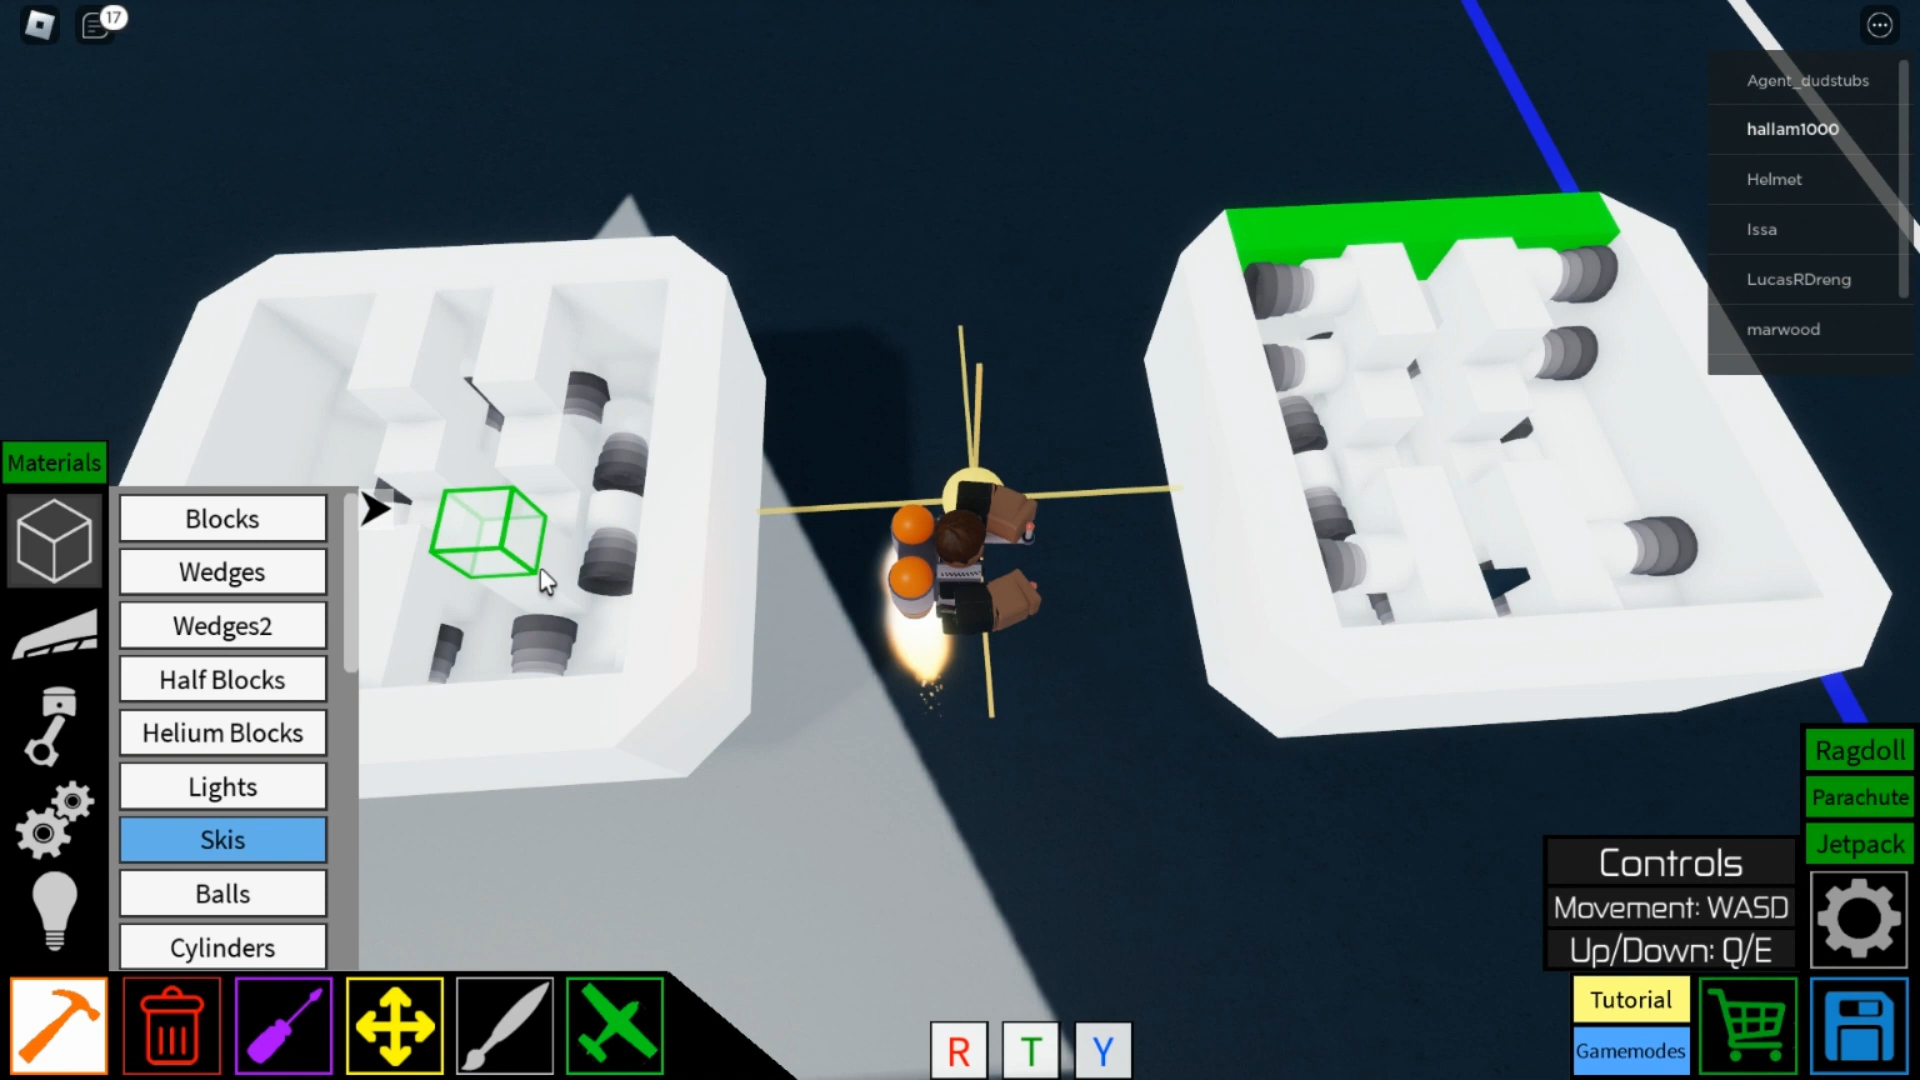 17
Agent_dudstubs
hallam1000
Helmet
Issa
LucasRDreng
marwood
Materials
Blocks
Wedges
Wedges2
Half Blocks
Helium Blocks
Lights
Skis
Balls
Cylinders
Ragdoll
Parachute
Jetpack
Controls
Movement: WASD
Up/Down: Q/E
Tutorial
Gamemodes
R T Y